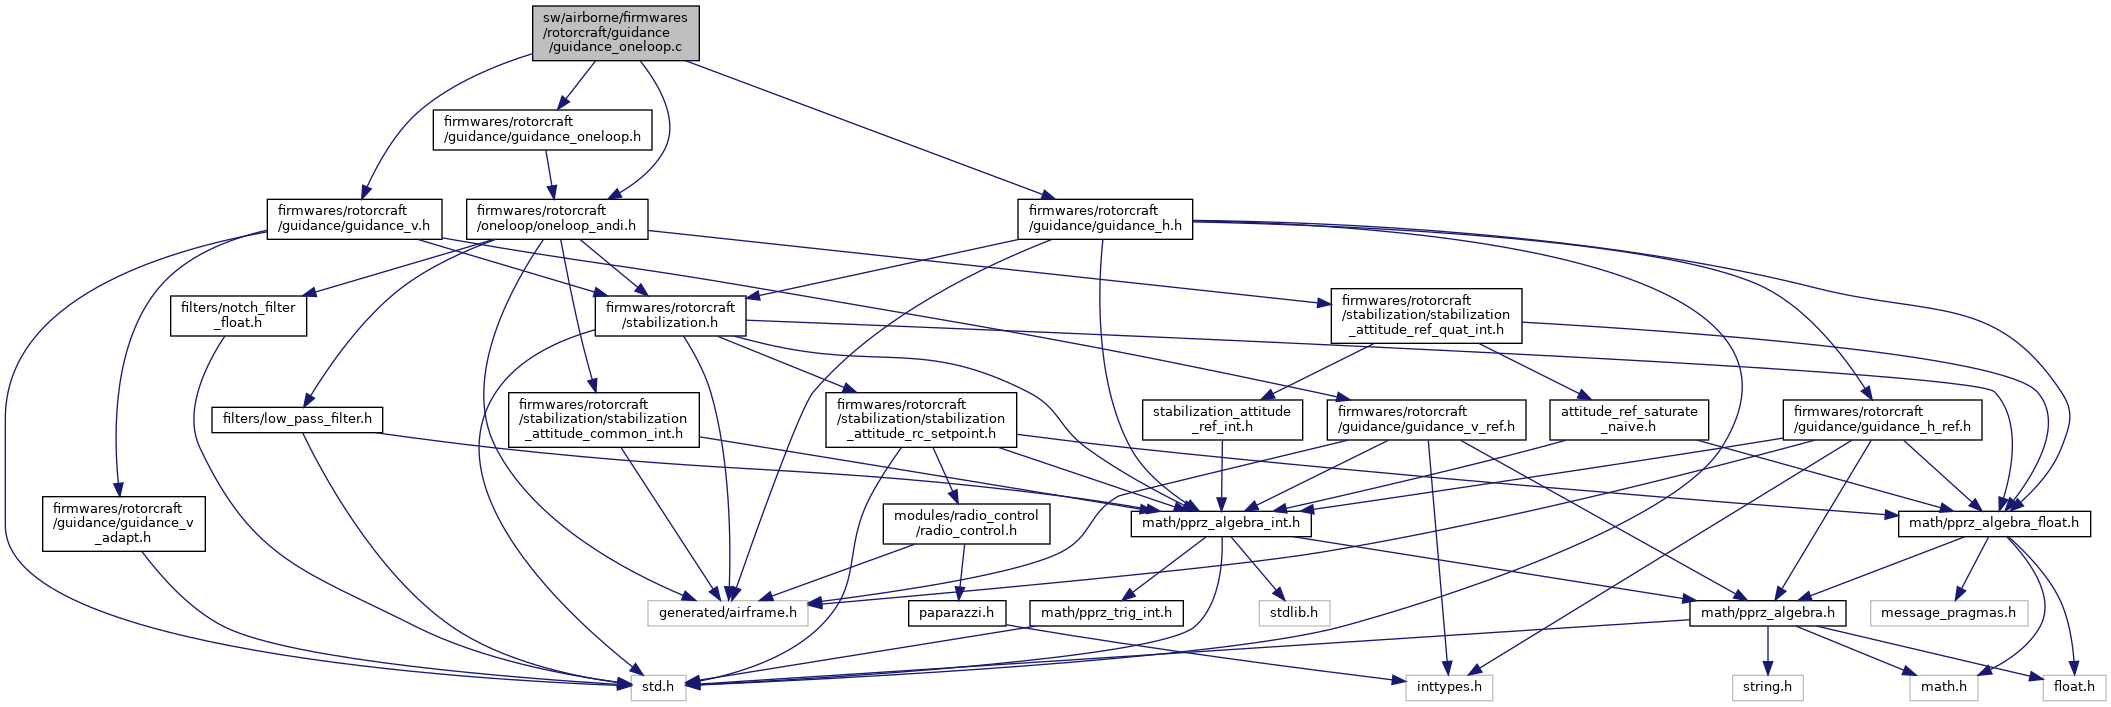 sw/airborne/firmwares
/rotorcraft/guidance
/guidance_oneloop.c
firmwares/rotorcraft
/guidance/guidance_oneloop.h
firmwares/rotorcraft
/guidance/guidance_v.h
firmwares/rotorcraft
/oneloop/oneloop_andi.h
firmwares/rotorcraft
/guidance/guidance_h.h
filters/notch_filter
_float.h
firmwares/rotorcraft
/stabilization.h
firmwares/rotorcraft
/stabilization/stabilization
_attitude_ref_quat_int.h
filters/low_pass_filter.h
firmwares/rotorcraft
/stabilization/stabilization
_attitude_common_int.h
firmwares/rotorcraft
/stabilization/stabilization
_attitude_rc_setpoint.h
stabilization_attitude
_ref_int.h
firmwares/rotorcraft
/guidance/guidance_v_ref.h
attitude_ref_saturate
_naive.h
firmwares/rotorcraft
/guidance/guidance_h_ref.h
firmwares/rotorcraft
/guidance/guidance_v
_adapt.h
modules/radio_control
/radio_control.h
math/pprz_algebra_int.h
math/pprz_algebra_float.h
generated/airframe.h
paparazzi.h
math/pprz_trig_int.h
stdlib.h
math/pprz_algebra.h
message_pragmas.h
std.h
inttypes.h
string.h
math.h
float.h